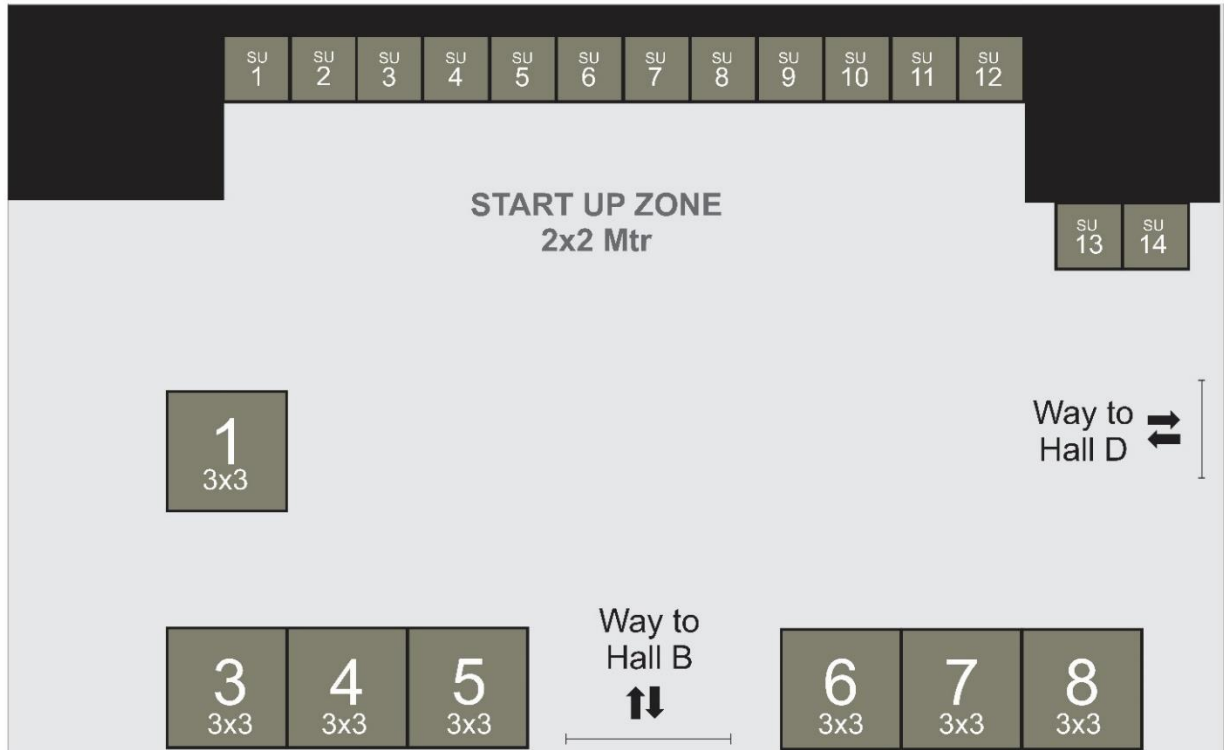 SU
1
SU
2
SU
3
SU
4
SU
5
SU
6
SU
7
SU
8
SU
9
SU
10
SU
11
SU
12
START UP ZONE
2x2 Mtr
SU
13
SU
14
1
3x3
Way to
Hall D
Way to
Hall B
3
3x3
4
3x3
5
3x3
6
3x3
7
3x3
8
3x3